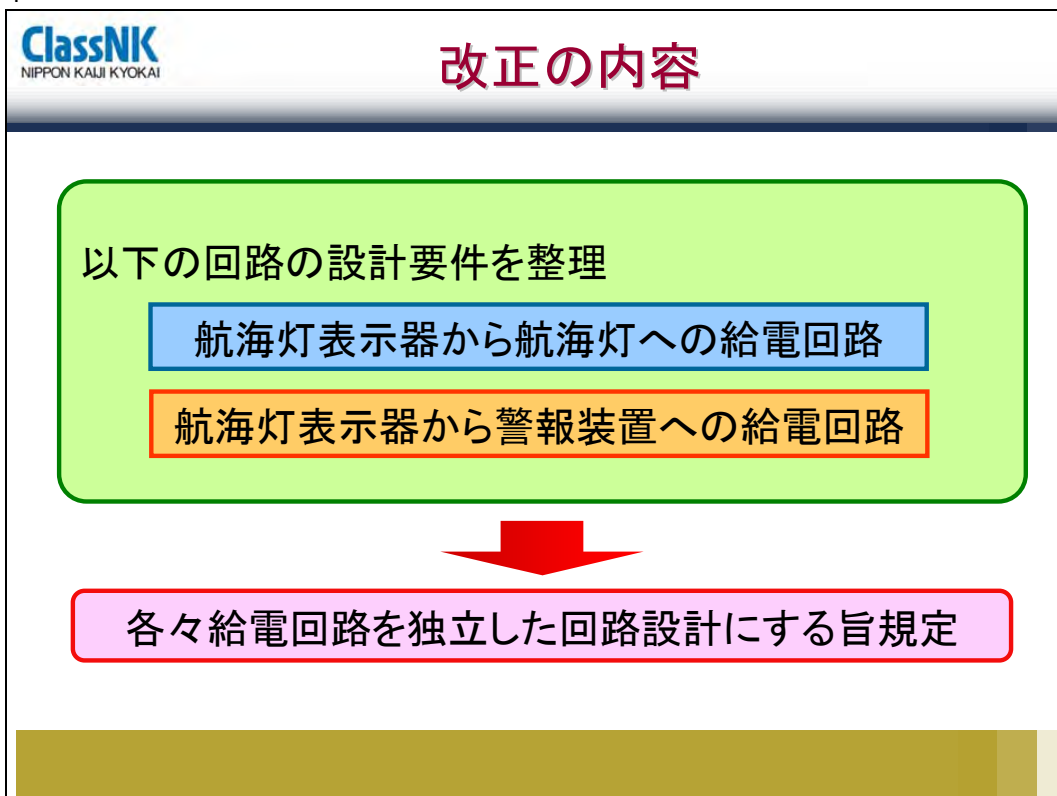 ClassNK
NIPPON KAIJI KYOKAI
改正の内容
以下の回路の設計要件を整理
航海灯表示器から航海灯への給電回路
航海灯表示器から警報装置への給電回路
各々給電回路を独立した回路設計にする旨規定